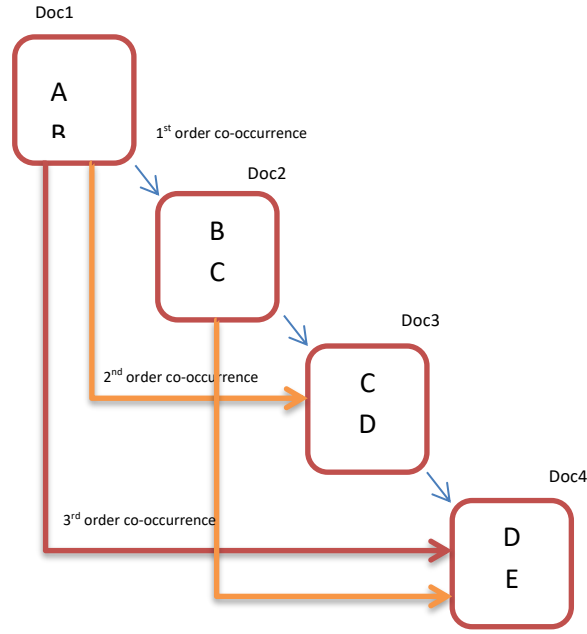 Doc1
A
B
1st order co-occurrence
Doc2
B
C
Doc3
2nd order co-occurrence
C
D
Doc4
3rd order co-occurrence
D
E